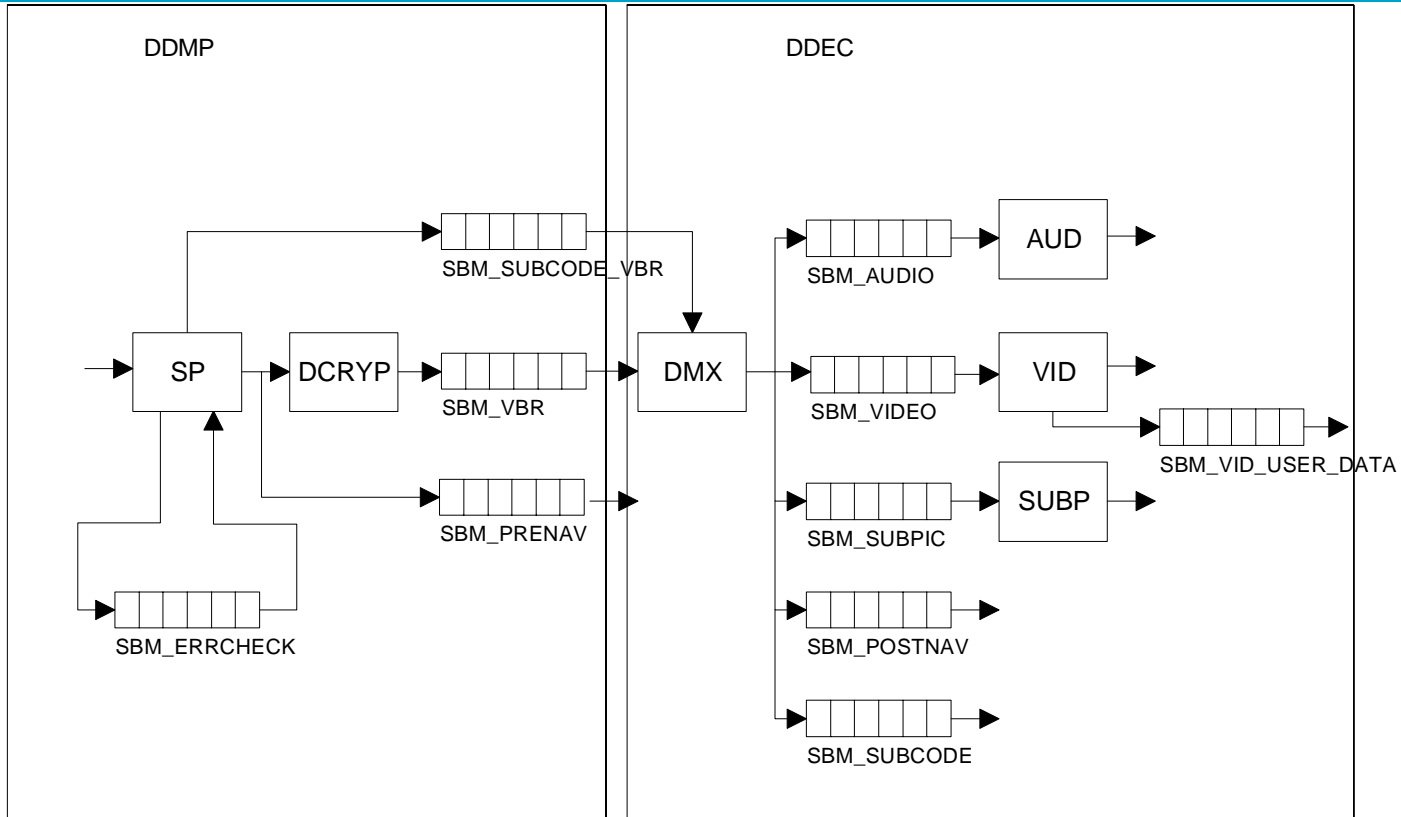 DDMP
DDEC
SBM_SUBCODE_VBR
SBM_AUDIO
AUD
SP
DCRYP
SBM_VBR
DMX
SBM_VIDEO
VID
SBM_VID_USER_DATA
SBM_PRENAV
SBM_SUBPIC
SUBP
SBM_ERRCHECK
SBM_POSTNAV
SBM_SUBCODE